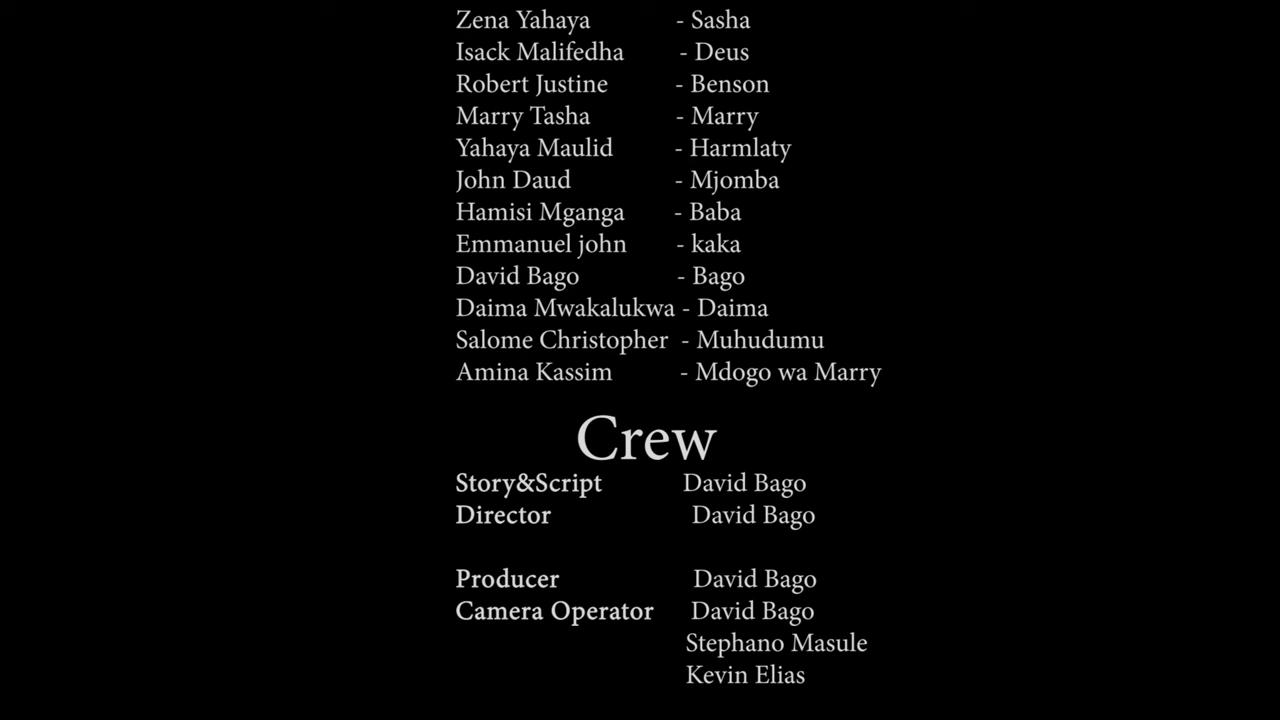 Zena Yahaya - Sasha
Isack Malifedha - Deus
Robert Justine - Benson
Marry Tasha - Marry
Yahaya Maulid - Harmlaty
John Daud - Mjomba
Hamisi Mganga - Baba
Emmanuel john - kaka
David Bago - Bago
Daima Mwakalukwa - Daima
Salome Christopher - Muhudumu
Amina Kassim - Mdogo wa Marry
Crew
Story&Script David Bago
Director David Bago
Producer David Bago
Camera Operator David Bago
Stephano Masule
Kevin Elias